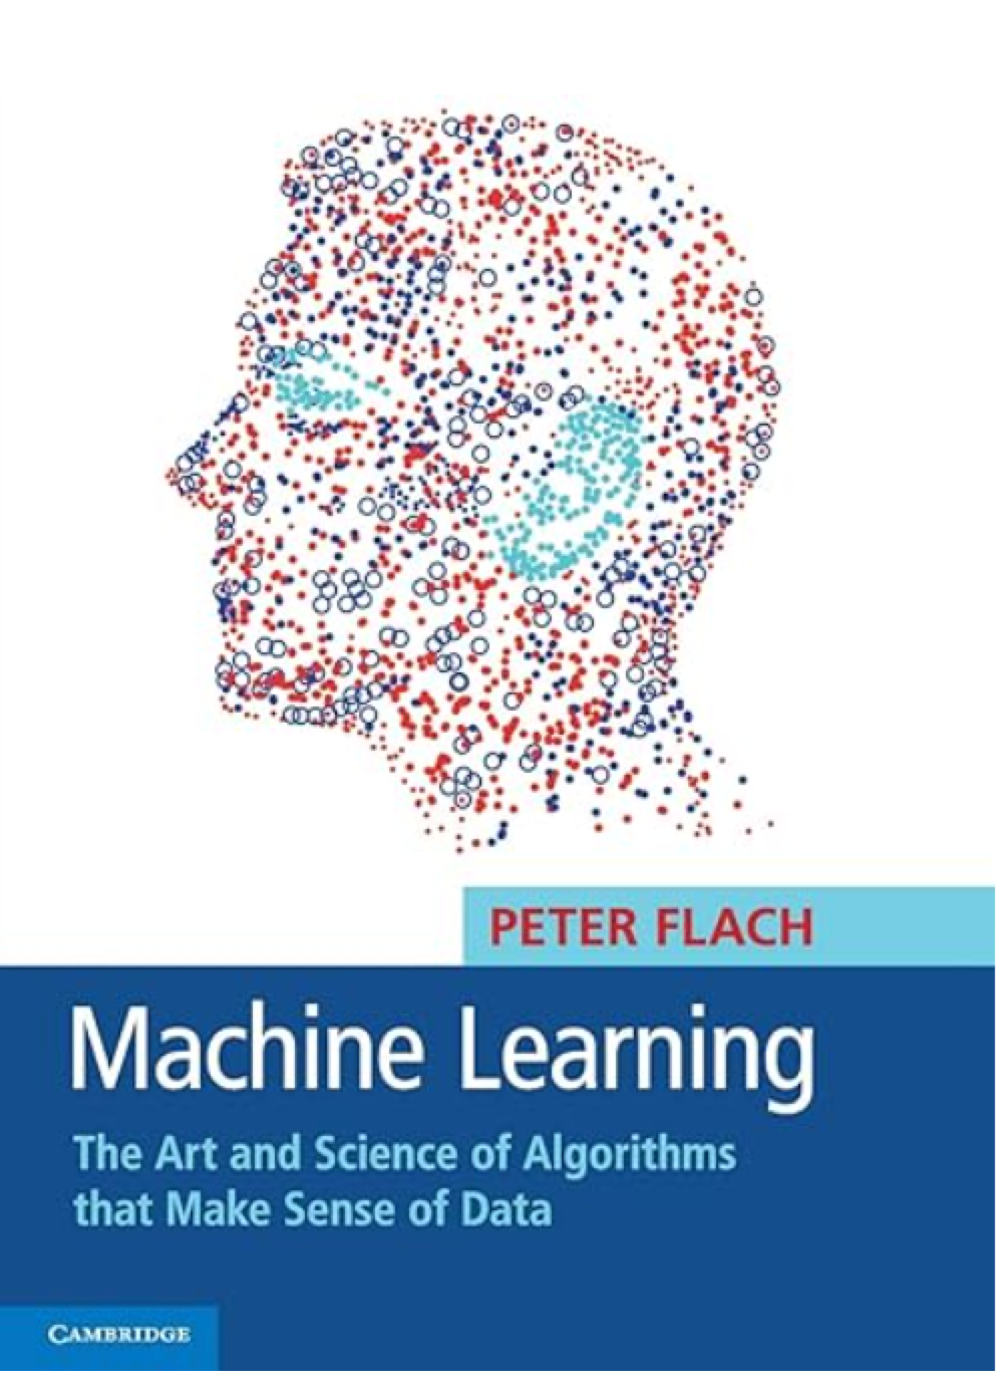 PETER FLACH
Machine Learning
The Art and Science of Algorithms
that Make Sense of Data
CAMBRIDGE